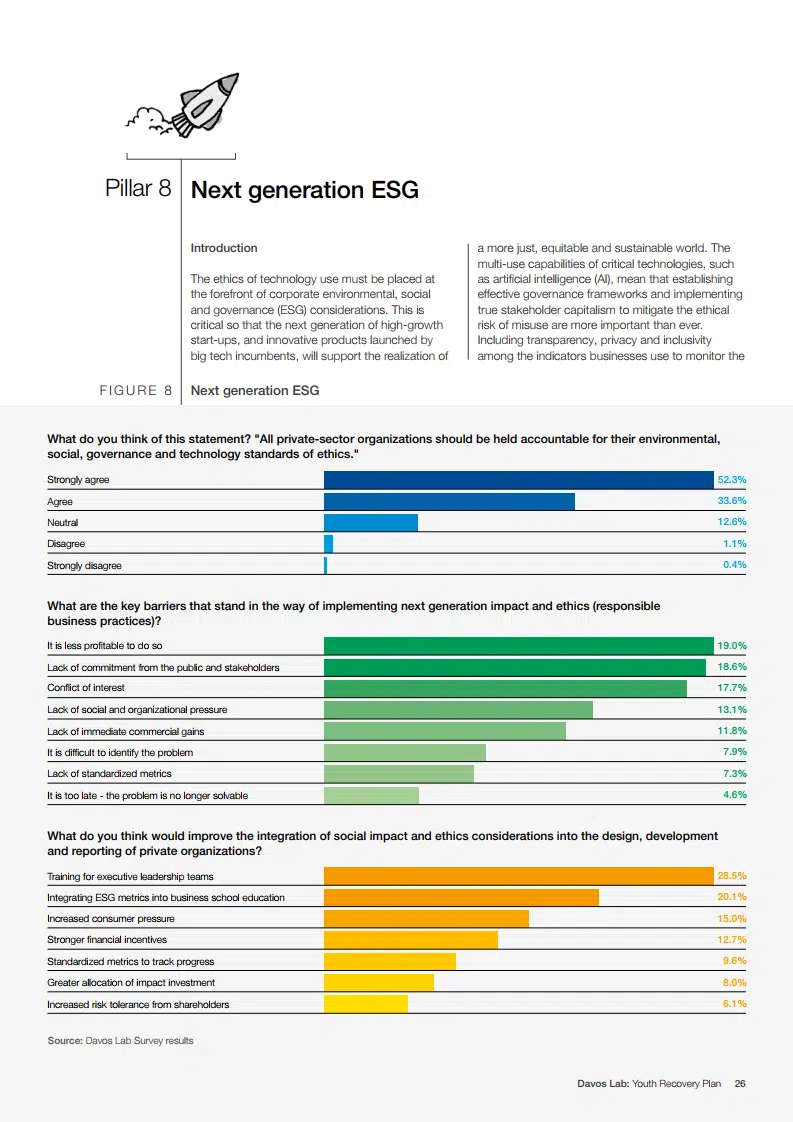 Pillar 8
Next generation ESG
Introduction
The ethics of technology use must be placed at
the forefront of corporate environmental, social
and governance (ESG) considerations. This is
critical so that the next generation of high-growth
start-ups, and innovative products launched by
big tech incumbents, will support the realization of
a more just, equitable and sustainable world. The
multi-use capabilities of critical technologies, such
as artificial intelligence (AI), mean that establishing
effective governance frameworks and implementing
true stakeholder capitalism to mitigate the ethical
risk of misuse are more important than ever.
Including transparency, privacy and inclusivity
among the indicators businesses use to monitor the
FIGURE 8
Next generation ESG
What do you think of this statement? "All private-sector organizations should be held accountable for their environmental,
social, governance and technology standards of ethics."
Strongly agree 52.3%
Agree 33.6%
Neutral 12.6%
Disagree 1.1%
Strongly disagree 0.4%
What are the key barriers that stand in the way of implementing next generation impact and ethics (responsible
business practices)?
It is less profitable to do so 19.0%
Lack of commitment from the public and stakeholders 18.6%
Conflict of interest 17.7%
Lack of social and organizational pressure 13.1%
Lack of immediate commercial gains 11.8%
It is difficult to identify the problem 7.9%
Lack of standardized metrics 7.3%
It is too late - the problem is no longer solvable 4.6%
What do you think would improve the integration of social impact and ethics considerations into the design, development
and reporting of private organizations?
Training for executive leadership teams 28.5%
Integrating ESG metrics into business school education 20.1%
Increased consumer pressure 15.0%
Stronger financial incentives 12.7%
Standardized metrics to track progress 9.6%
Greater allocation of impact investment 8.0%
Increased risk tolerance from shareholders 6.1%
Source: Davos Lab Survey results
Davos Lab: Youth Recovery Plan 26